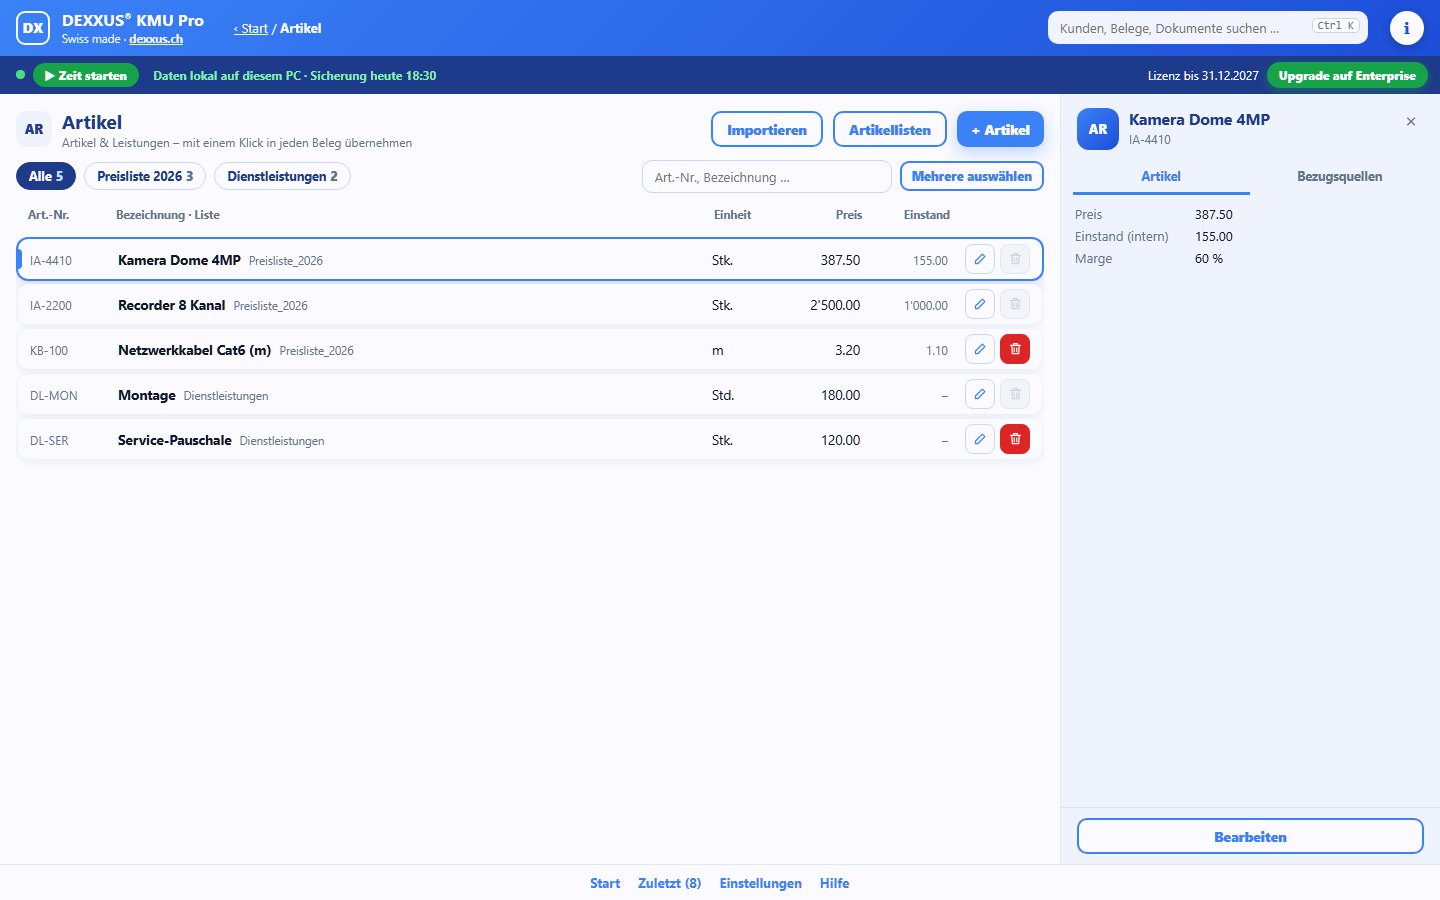 DX DEXXUS® KMU Pro
Swiss made · dexxus.ch
‹ Start / Artikel
Kunden, Belege, Dokumente suchen ... Ctrl K
i
▶ Zeit starten Daten lokal auf diesem PC · Sicherung heute 18:30
Lizenz bis 31.12.2027 Upgrade auf Enterprise
AR Artikel
Artikel & Leistungen – mit einem Klick in jeden Beleg übernehmen
Importieren Artikellisten + Artikel
Alle 5 Preisliste 2026 3 Dienstleistungen 2
Art.-Nr., Bezeichnung ... Mehrere auswählen
Art.-Nr. Bezeichnung · Liste Einheit Preis Einstand
IA-4410 Kamera Dome 4MP Preisliste_2026 Stk. 387.50 155.00
IA-2200 Recorder 8 Kanal Preisliste_2026 Stk. 2'500.00 1'000.00
KB-100 Netzwerkkabel Cat6 (m) Preisliste_2026 m 3.20 1.10
DL-MON Montage Dienstleistungen Std. 180.00 –
DL-SER Service-Pauschale Dienstleistungen Stk. 120.00 –
AR Kamera Dome 4MP ×
IA-4410
Artikel Bezugsquellen
Preis 387.50
Einstand (intern) 155.00
Marge 60 %
Bearbeiten
Start Zuletzt (8) Einstellungen Hilfe